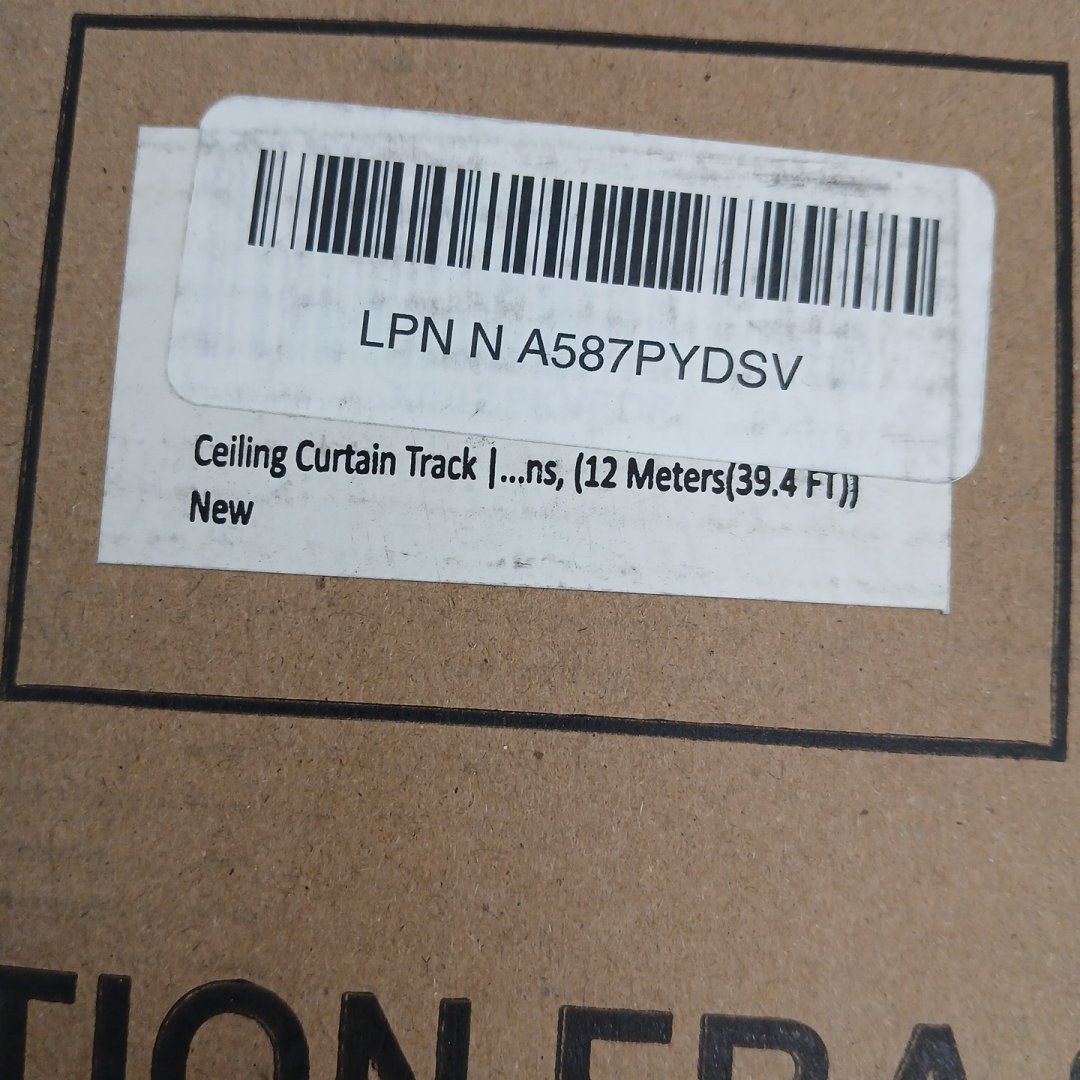 LPN N A587PYDSV
Ceiling Curtain Track |...ns, (12 Meters(39.4 FT))
New